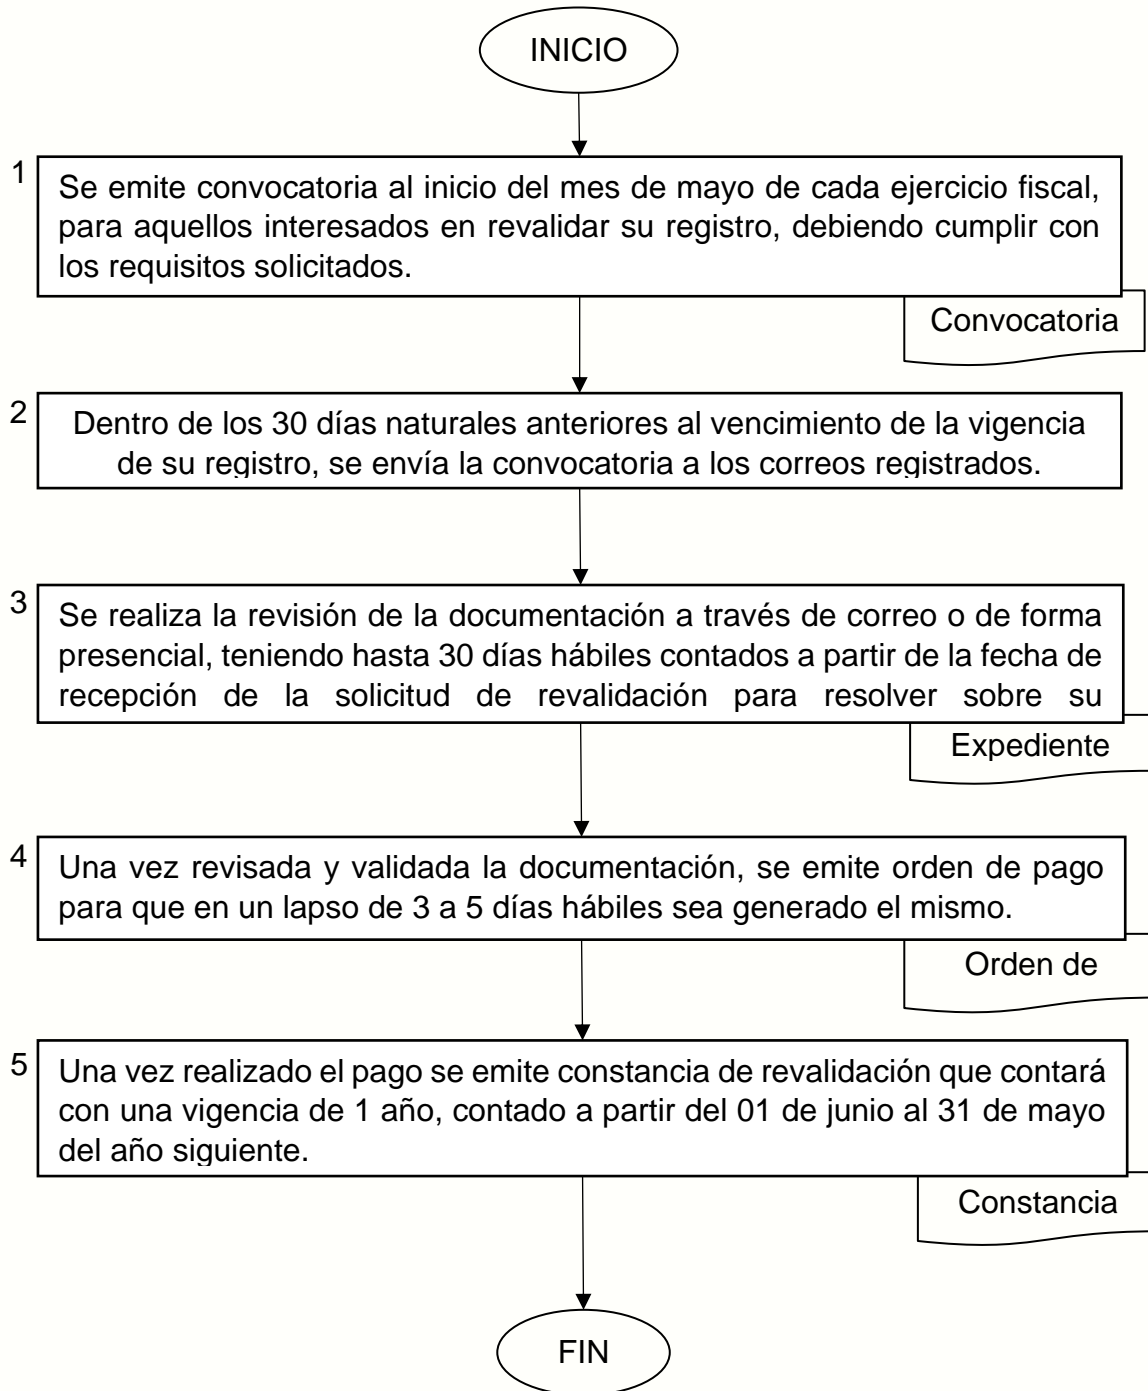 INICIO
1
Se emite convocatoria al inicio del mes de mayo de cada ejercicio fiscal,
para aquellos interesados en revalidar su registro, debiendo cumplir con
los requisitos solicitados.
Convocatoria
2
Dentro de los 30 días naturales anteriores al vencimiento de la vigencia
de su registro, se envía la convocatoria a los correos registrados.
3
Se realiza la revisión de la documentación a través de correo o de forma
presencial, teniendo hasta 30 días hábiles contados a partir de la fecha de
recepción de la solicitud de revalidación para resolver sobre su
Expediente
4
Una vez revisada y validada la documentación, se emite orden de pago
para que en un lapso de 3 a 5 días hábiles sea generado el mismo.
Orden de
5
Una vez realizado el pago se emite constancia de revalidación que contará
con una vigencia de 1 año, contado a partir del 01 de junio al 31 de mayo
del año siguiente.
Constancia
FIN